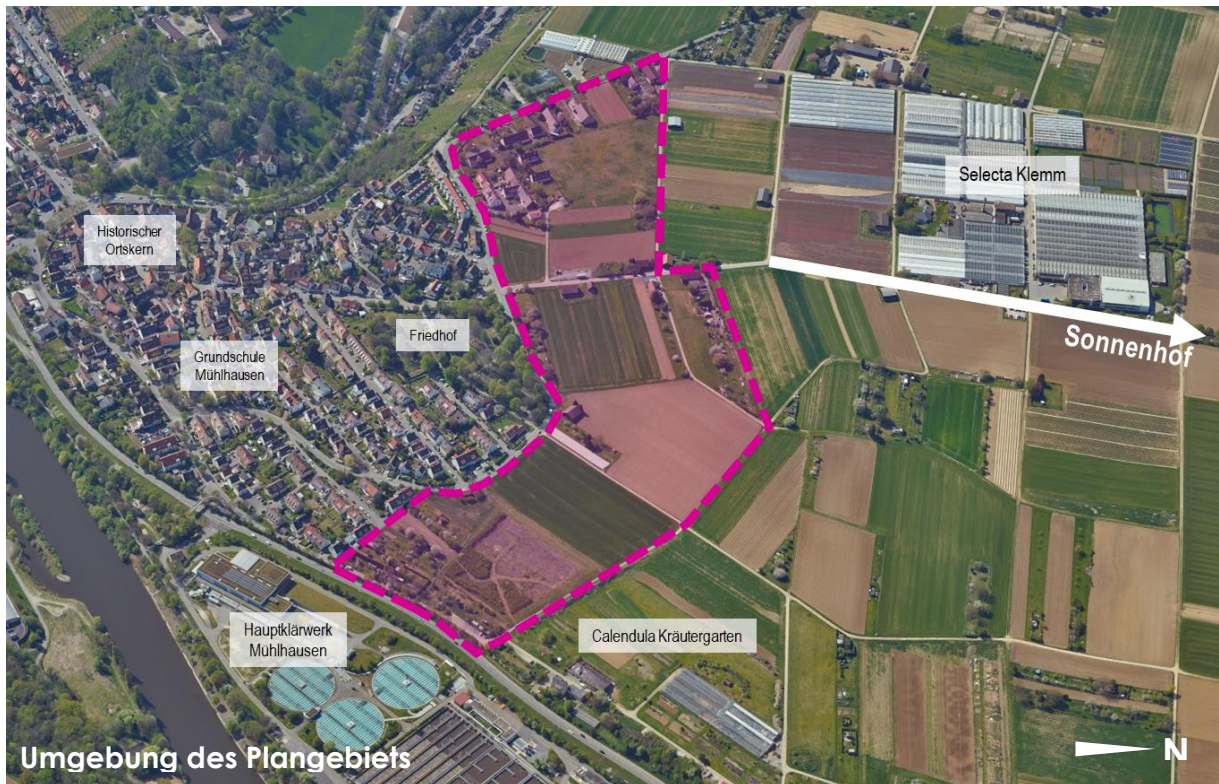 Selecta Klemm
Historischer
Ortskern
Friedhof
Grundschule
Mühlhausen
Sonnenhof
Hauptklärwerk
Mühlhausen
Calendula Kräutergarten
Umgebung des Plangebiets
N